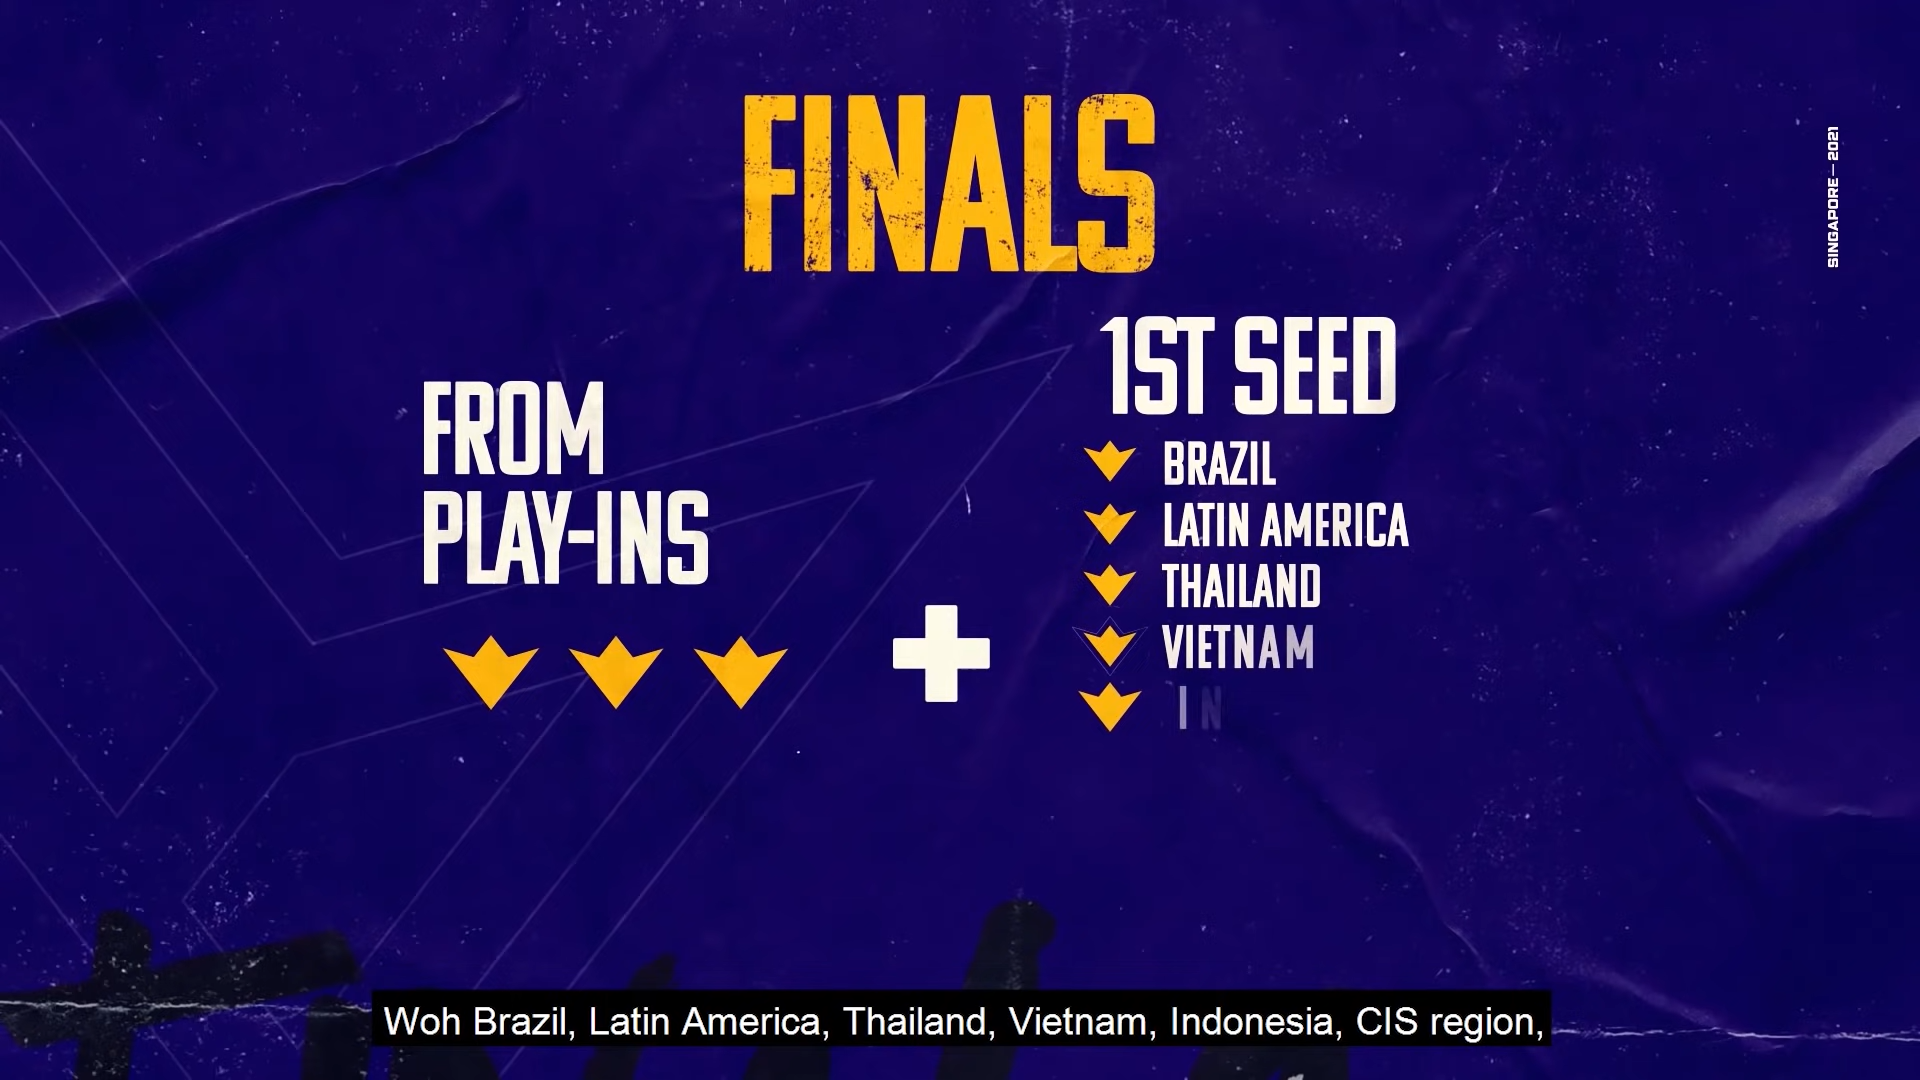 FINALS
SINGAPORE — 2021
FROM
PLAY-INS
1ST SEED
BRAZIL
LATIN AMERICA
THAILAND
VIETNAM
IN
Woh Brazil, Latin America, Thailand, Vietnam, Indonesia, CIS region,